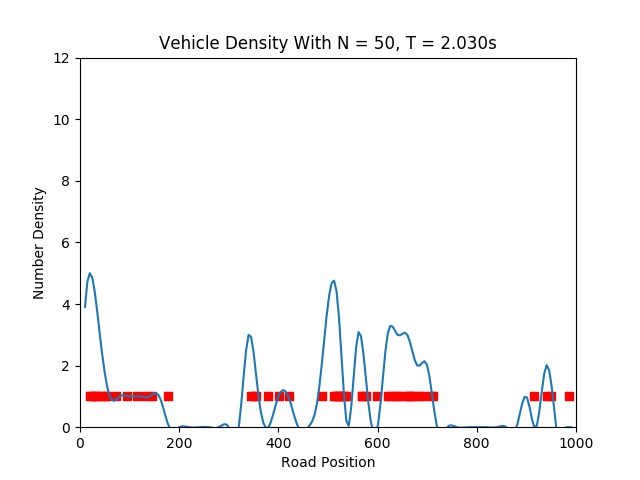 Vehicle Density With N = 50, T = 2.030s
12
10
8
6
4
2
0
Number Density
0 200 400 600 800 1000
Road Position